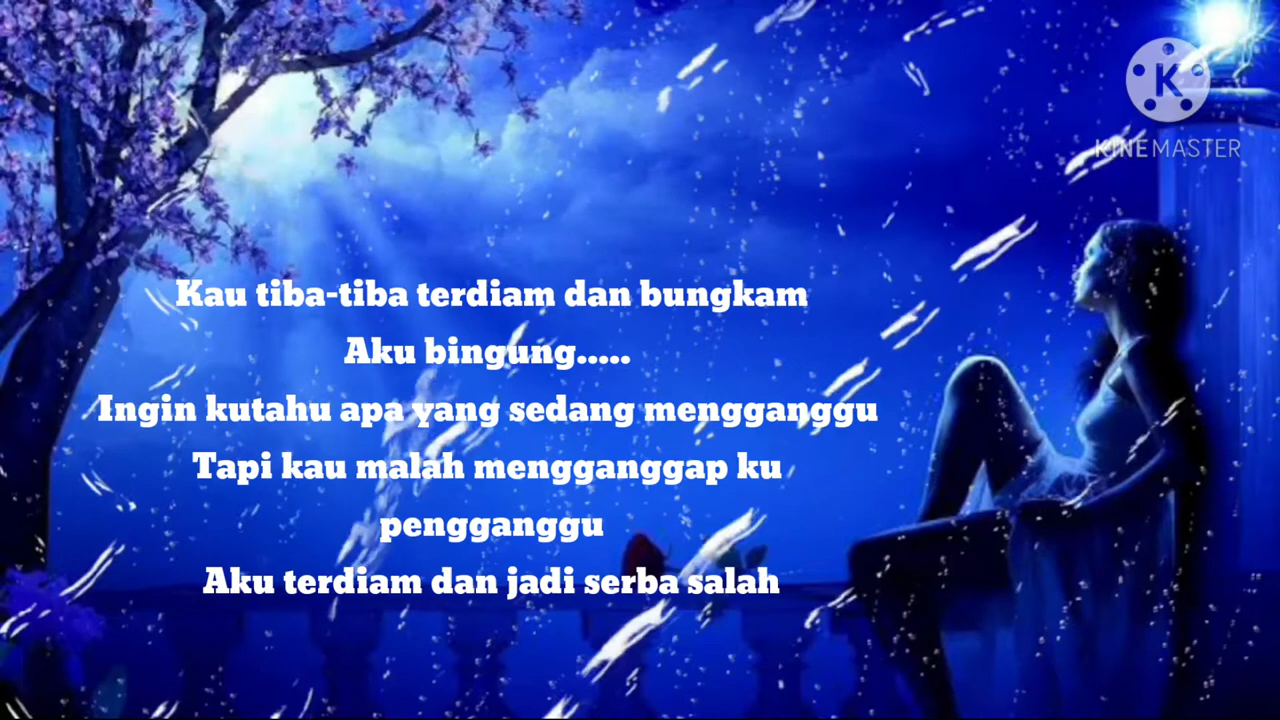 K
KINEMASTER
Kau tiba-tiba terdiam dan bungkam
Aku bingung.....
Ingin kutahu apa yang sedang mengganggu
Tapi kau malah mengganggap ku
pengganggu
Aku terdiam dan jadi serba salah